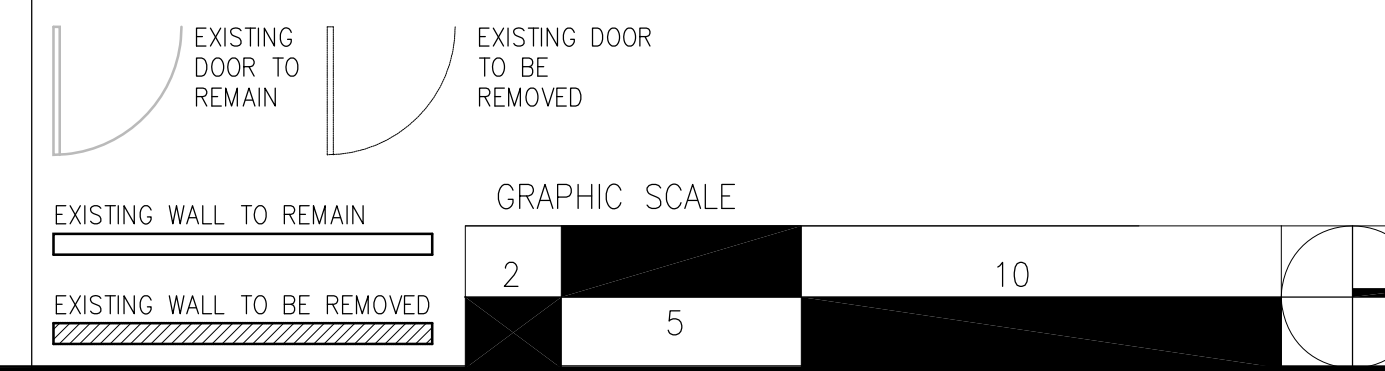 EXISTING
DOOR TO
REMAIN
EXISTING DOOR
TO BE
REMOVED
EXISTING WALL TO REMAIN
EXISTING WALL TO BE REMOVED
GRAPHIC SCALE
2
10
5